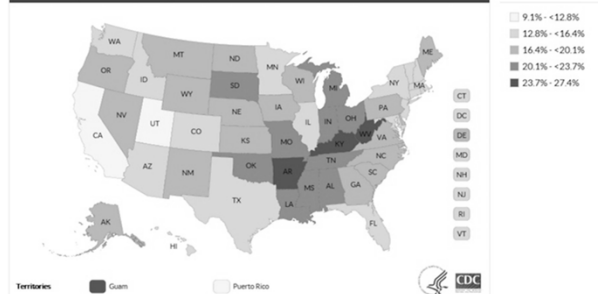 9.1% - <12.8%
12.8% - <16.4%
16.4% - <20.1%
20.1% - <23.7%
23.7% - 27.4%
WA
MT
ND
MN
ME
OR
ID
SD
WI
MI
NY
MA
WY
NE
IA
PA
NV
UT
CO
KS
MO
IL
IN
OH
WV
VA
KY
CA
AZ
NM
OK
AR
TN
NC
SC
TX
LA
MS
AL
GA
FL
AK
HI
CT
DC
DE
MD
NH
NJ
RI
VT
Territories Guam Puerto Rico
CDC